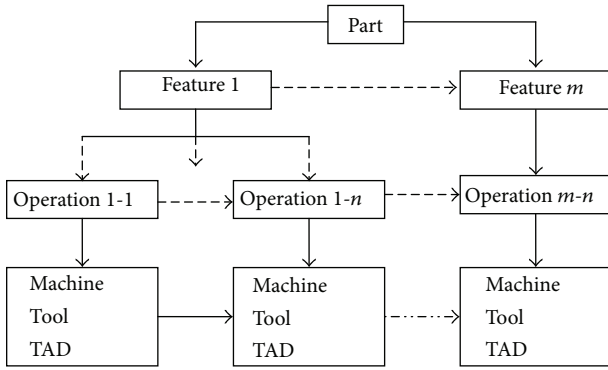 Part
Feature 1
Feature m
Operation 1-1
Operation 1-n
Operation m-n
Machine
Tool
TAD
Machine
Tool
TAD
Machine
Tool
TAD